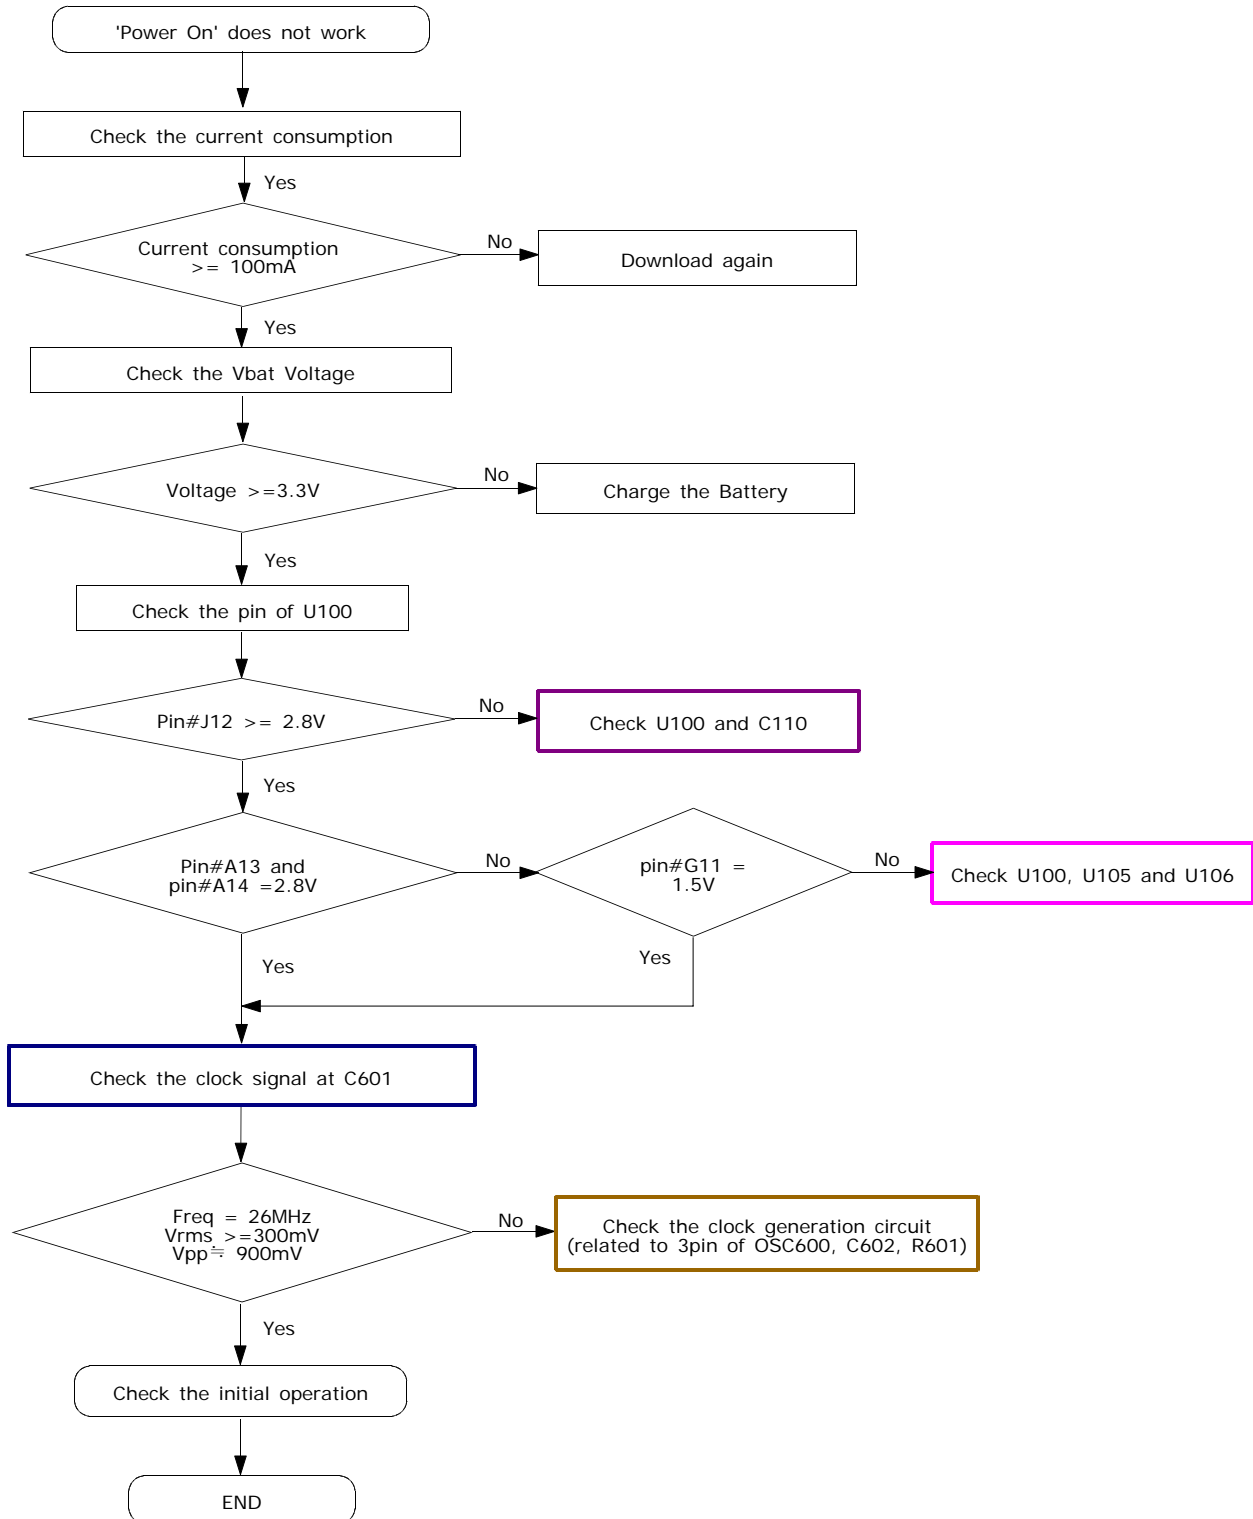 'Power On' does not work
Check the current consumption
Yes
Current consumption
>= 100mA
No
Download again
Yes
Check the Vbat Voltage
Voltage >=3.3V
No
Charge the Battery
Yes
Check the pin of U100
Pin#J12 >= 2.8V
No
Check U100 and C110
Yes
Pin#A13 and
pin#A14 =2.8V
No
pin#G11 =
1.5V
No
Check U100, U105 and U106
Yes
Yes
Check the clock signal at C601
Freq = 26MHz
Vrms >=300mV
Vpp≒ 900mV
No
Check the clock generation circuit
(related to 3pin of OSC600, C602, R601)
Yes
Check the initial operation
END